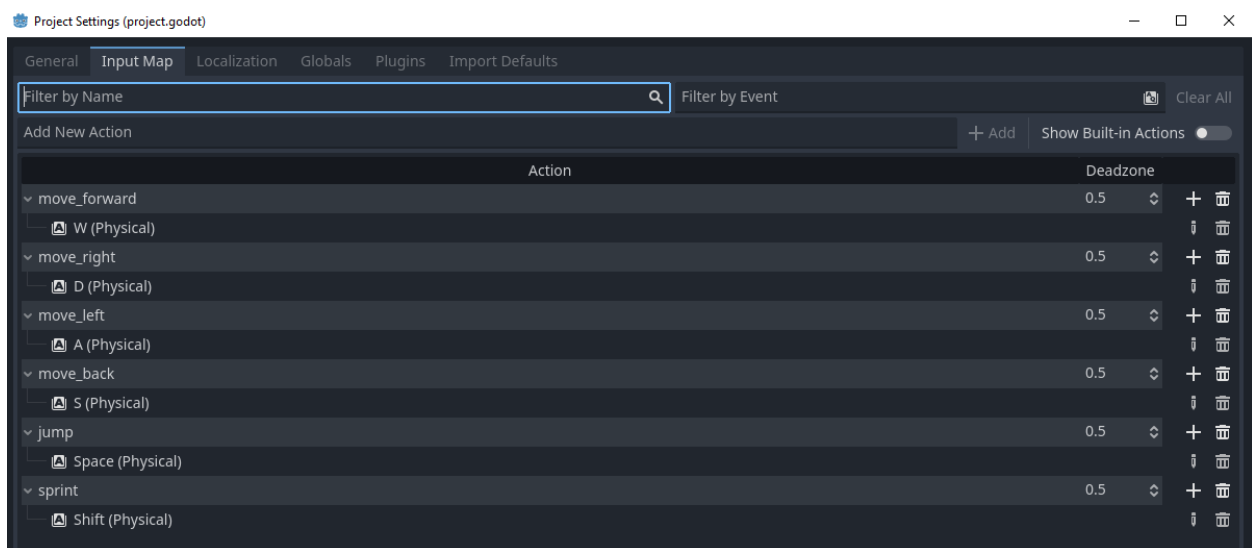 Project Settings (project.godot)
General Input Map Localization Globals Plugins Import Defaults
Filter by Name Filter by Event Clear All
Add New Action Add Show Built-in Actions
Action Deadzone
move_forward 0.5
W (Physical)
move_right 0.5
D (Physical)
move_left 0.5
A (Physical)
move_back 0.5
S (Physical)
jump 0.5
Space (Physical)
sprint 0.5
Shift (Physical)